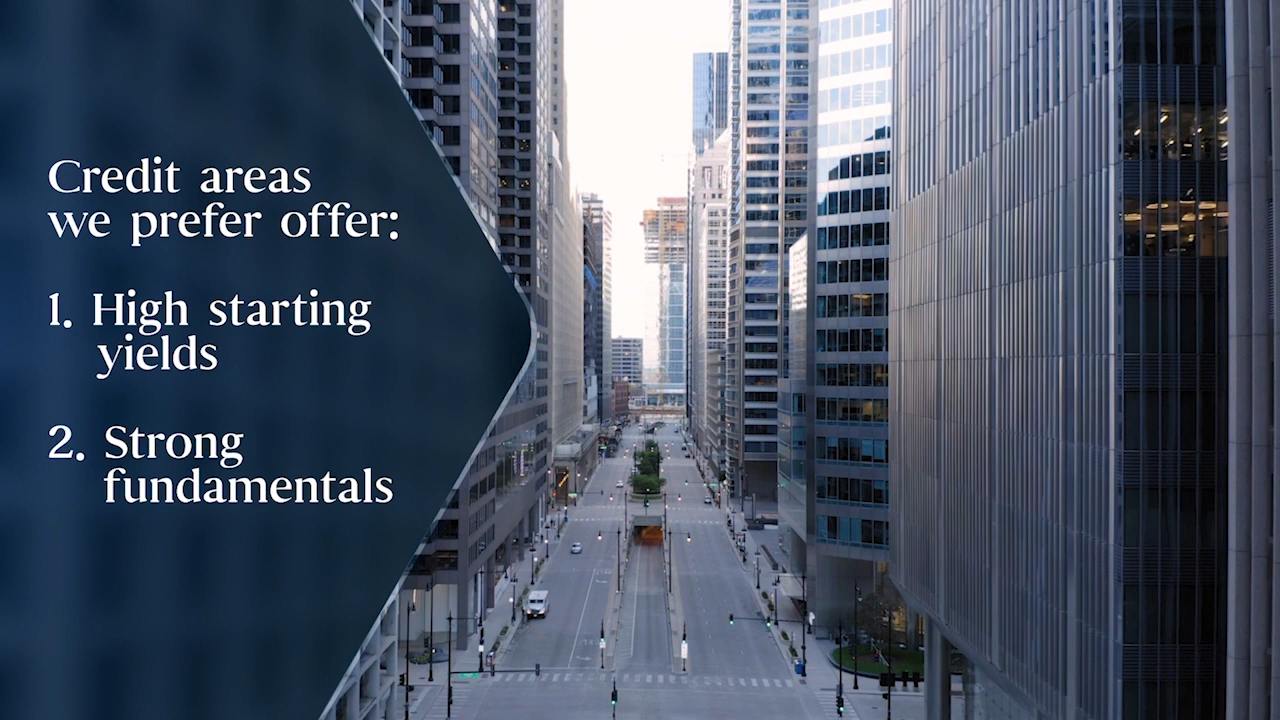 Credit areas
we prefer offer:
1. High starting
yields
2. Strong
fundamentals